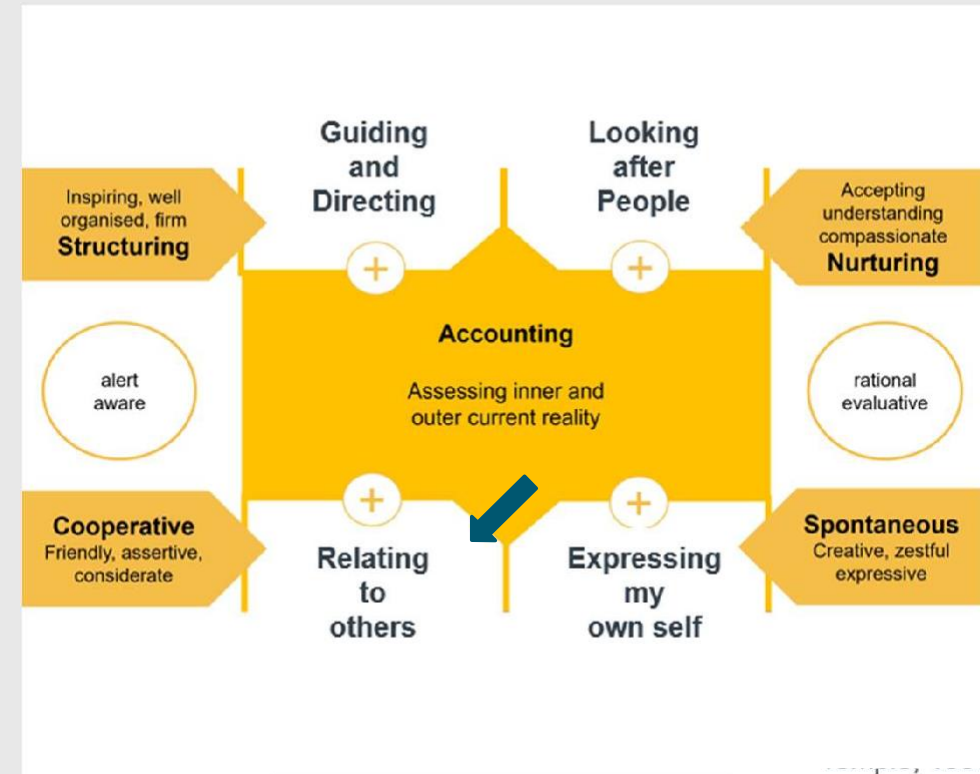 Guiding
and
Directing
Looking
after
People
Inspiring, well
organised, firm
Structuring
Accepting
understanding
compassionate
Nurturing
Accounting
Assessing inner and
outer current reality
alert
aware
rational
evaluative
Cooperative
Friendly, assertive,
considerate
Relating
to
others
Expressing
my
own self
Spontaneous
Creative, zestful
expressive